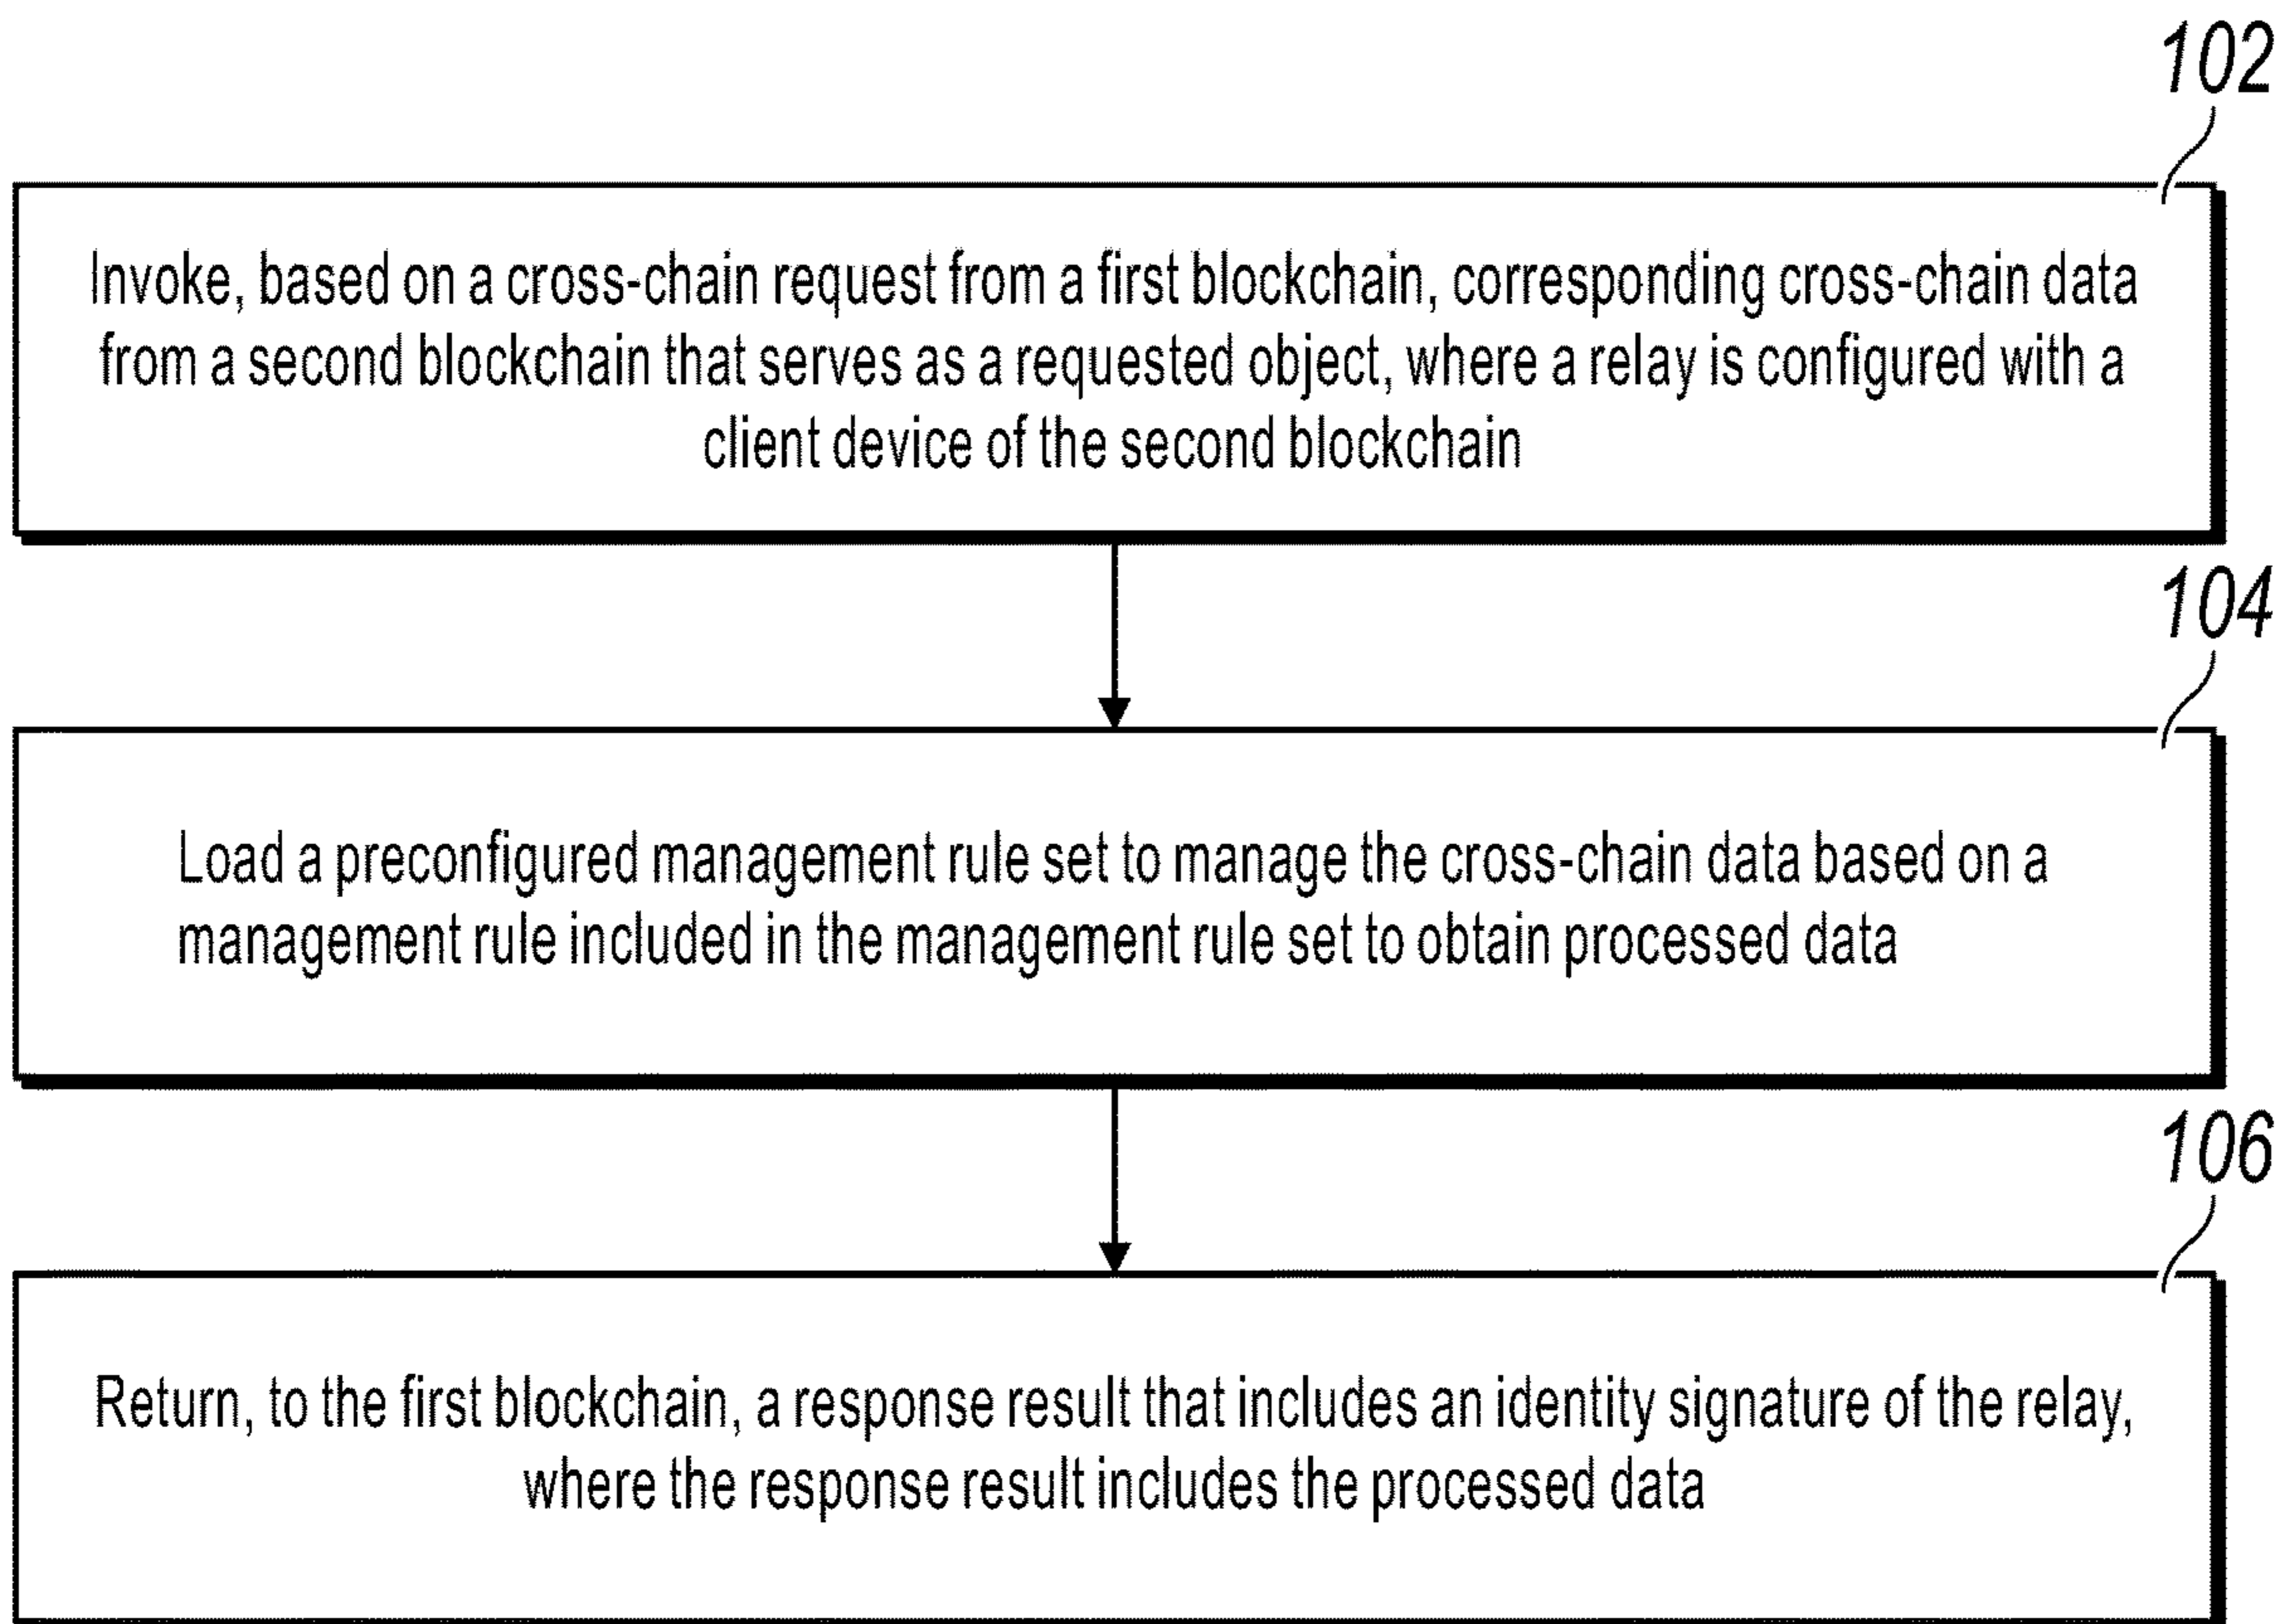 102
Invoke, based on a cross-chain request from a first blockchain, corresponding cross-chain data
from a second blockchain that serves as a requested object, where a relay is configured with a
client device of the second blockchain
104
Load a preconfigured management rule set to manage the cross-chain data based on a
management rule included in the management rule set to obtain processed data
106
Return, to the first blockchain, a response result that includes an identity signature of the relay,
where the response result includes the processed data